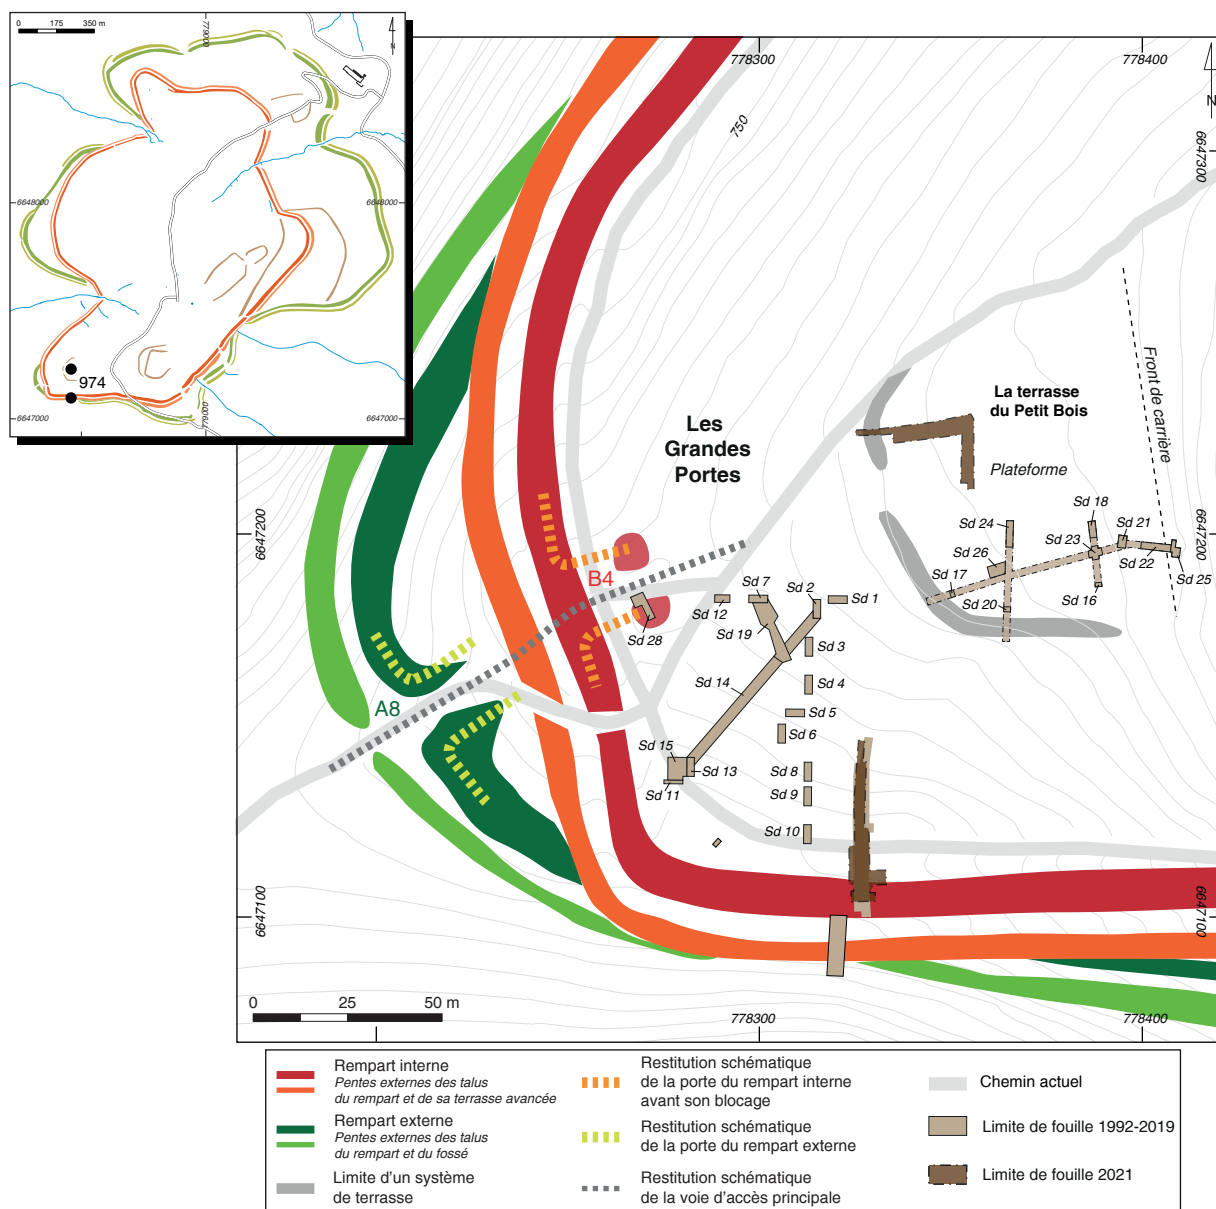 0 175 350 m
779000
N
6648000
6648000
974
6647000
6647000
779000
778300
778400
N
750
6647300
Front de carrière
La terrasse
du Petit Bois
Plateforme
Les
Grandes
Portes
6647200
6647200
Sd 18
Sd 24
Sd 21
Sd 23
Sd 22
Sd 25
Sd 26
Sd 17
Sd 16
Sd 20
B4
Sd 7
Sd 2
Sd 1
Sd 12
Sd 28
Sd 19
Sd 3
Sd 14
Sd 4
A8
Sd 5
Sd 6
Sd 15
Sd 13
Sd 8
Sd 11
Sd 9
Sd 10
6647100
6647100
0 25 50 m
778300
778400
Rempart interne
Pentes externes des talus
du rempart et de sa terrasse avancée
Rempart externe
Pentes externes des talus
du rempart et du fossé
Limite d'un système
de terrasse
Restitution schématique
de la porte du rempart interne
avant son blocage
Restitution schématique
de la porte du rempart externe
Restitution schématique
de la voie d'accès principale
Chemin actuel
Limite de fouille 1992-2019
Limite de fouille 2021